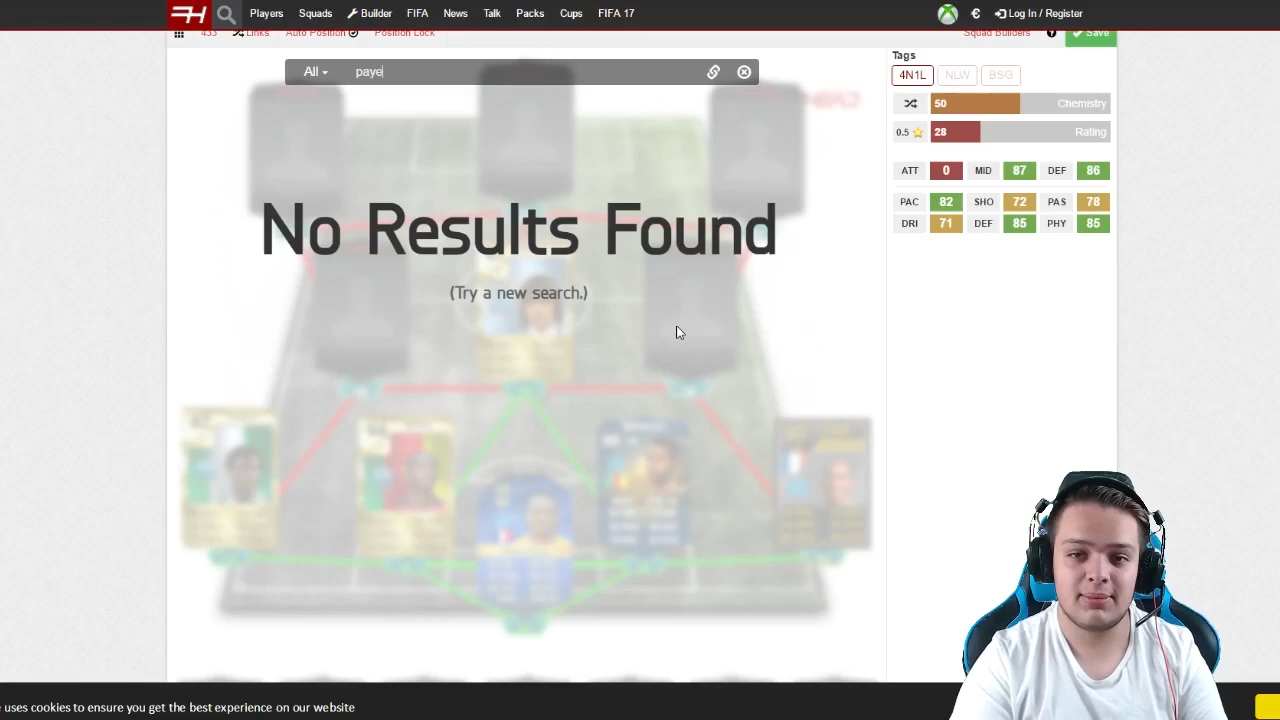 FH Players Squads Builder FIFA News Talk Packs Cups FIFA 17 € Log In / Register
433 Links Auto Position Position Lock Squad Builders Save
All paye
Tags
4N1L NLW BSG
50 Chemistry
0.5 28 Rating
ATT 0 MID 87 DEF 86
PAC 82 SHO 72 PAS 78
DRI 71 DEF 85 PHY 85
No Results Found
(Try a new search.)
uses cookies to ensure you get the best experience on our website